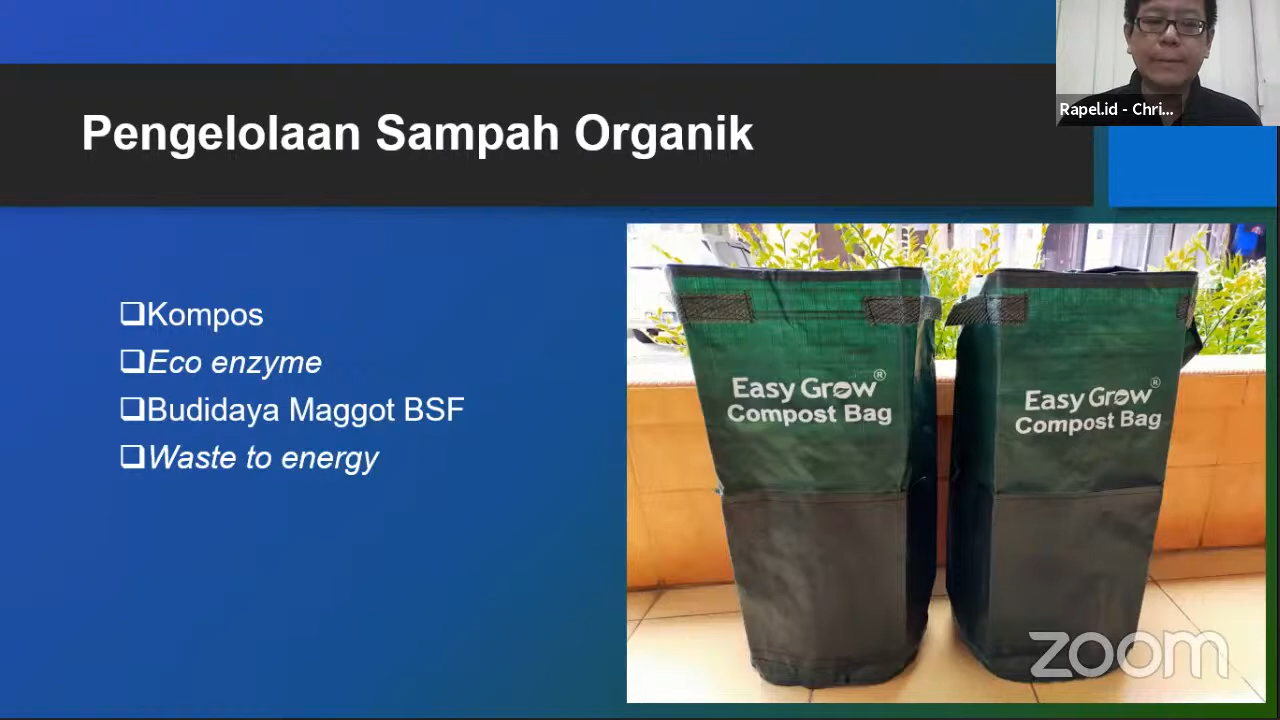 Pengelolaan Sampah Organik
Rapel.id - Chri...
❑Kompos
❑Eco enzyme
❑Budidaya Maggot BSF
❑Waste to energy
Easy Grow®
Compost Bag
Easy Grow®
Compost Bag
zoom